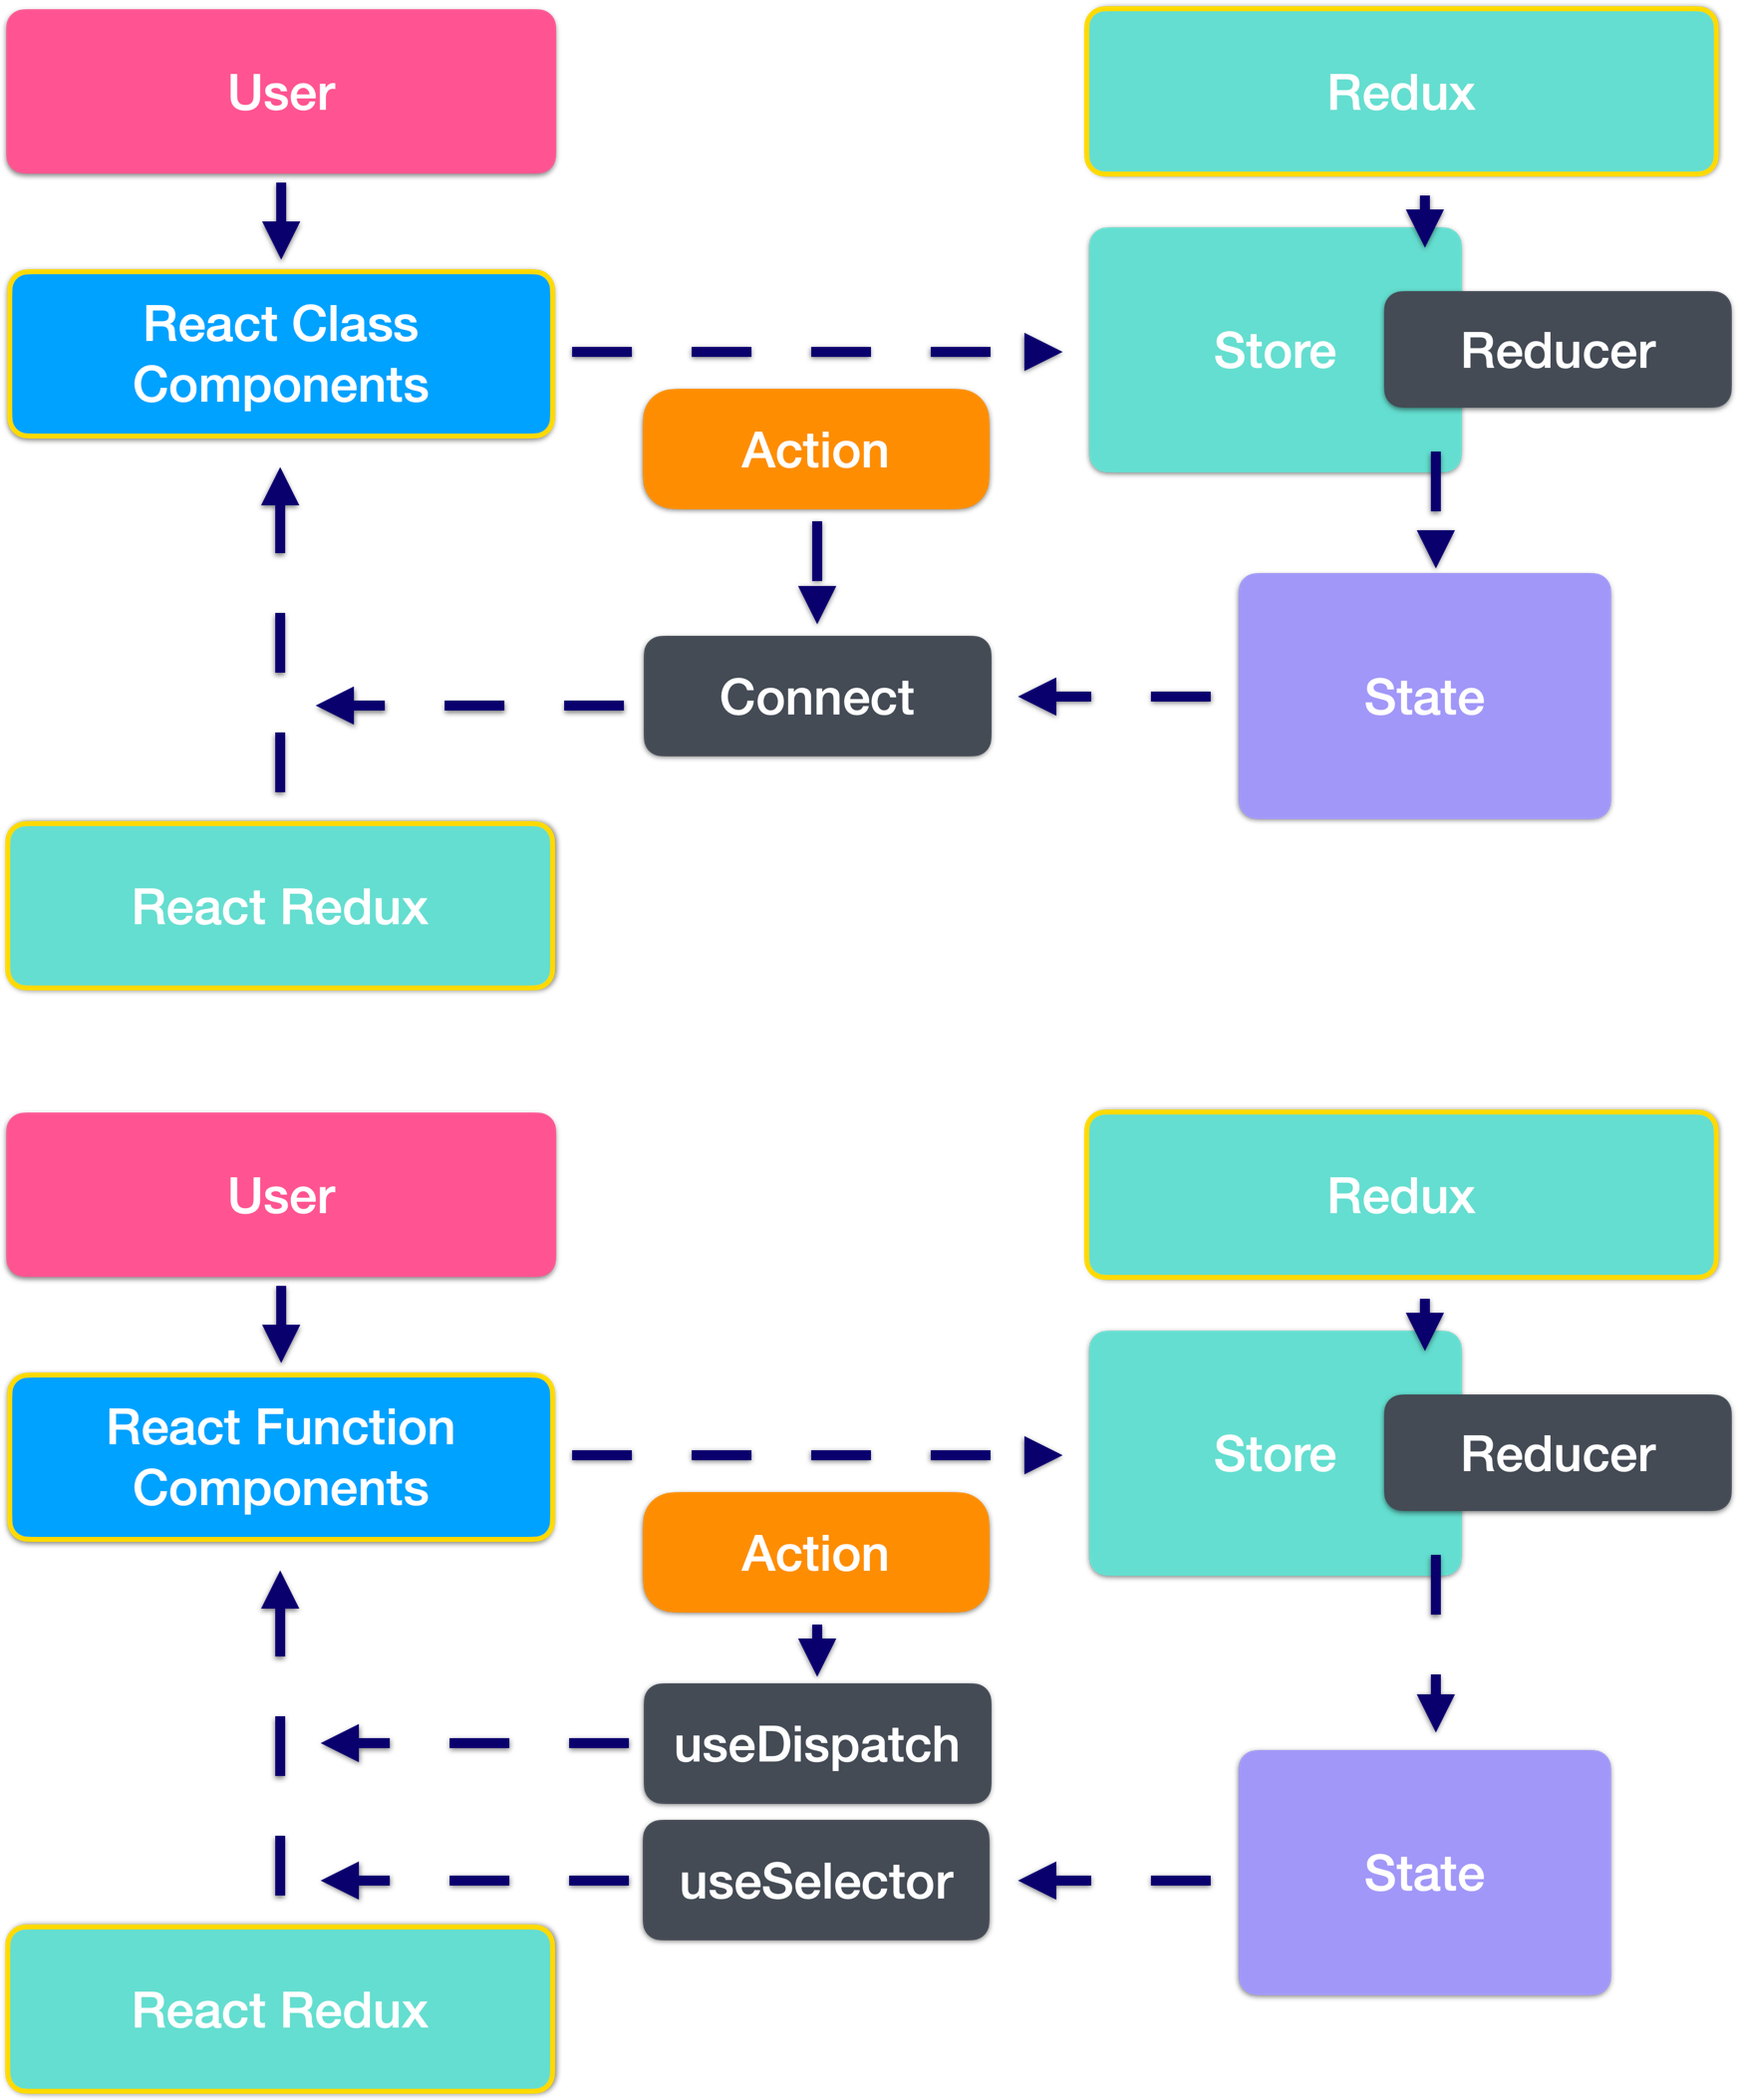 User
Redux
React Class
Components
Store
Reducer
Action
Connect
State
React Redux
User
Redux
React Function
Components
Store
Reducer
Action
useDispatch
useSelector
State
React Redux